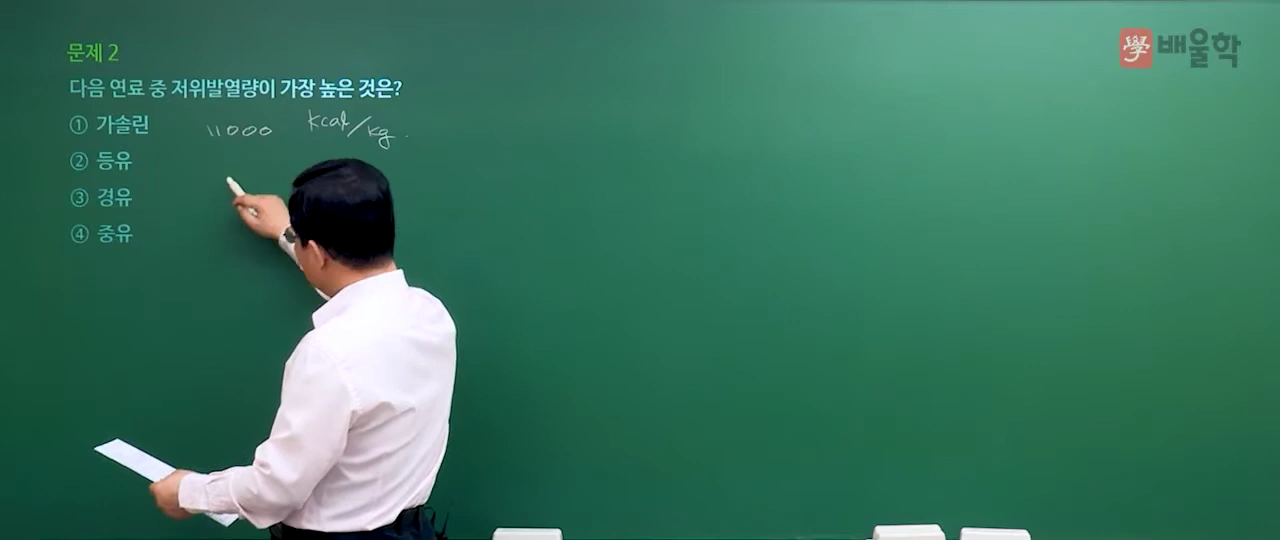 學 배울학
문제 2
다음 연료 중 저위발열량이 가장 높은 것은?
① 가솔린 11000 kcal/kg.
② 등유
③ 경유
④ 중유